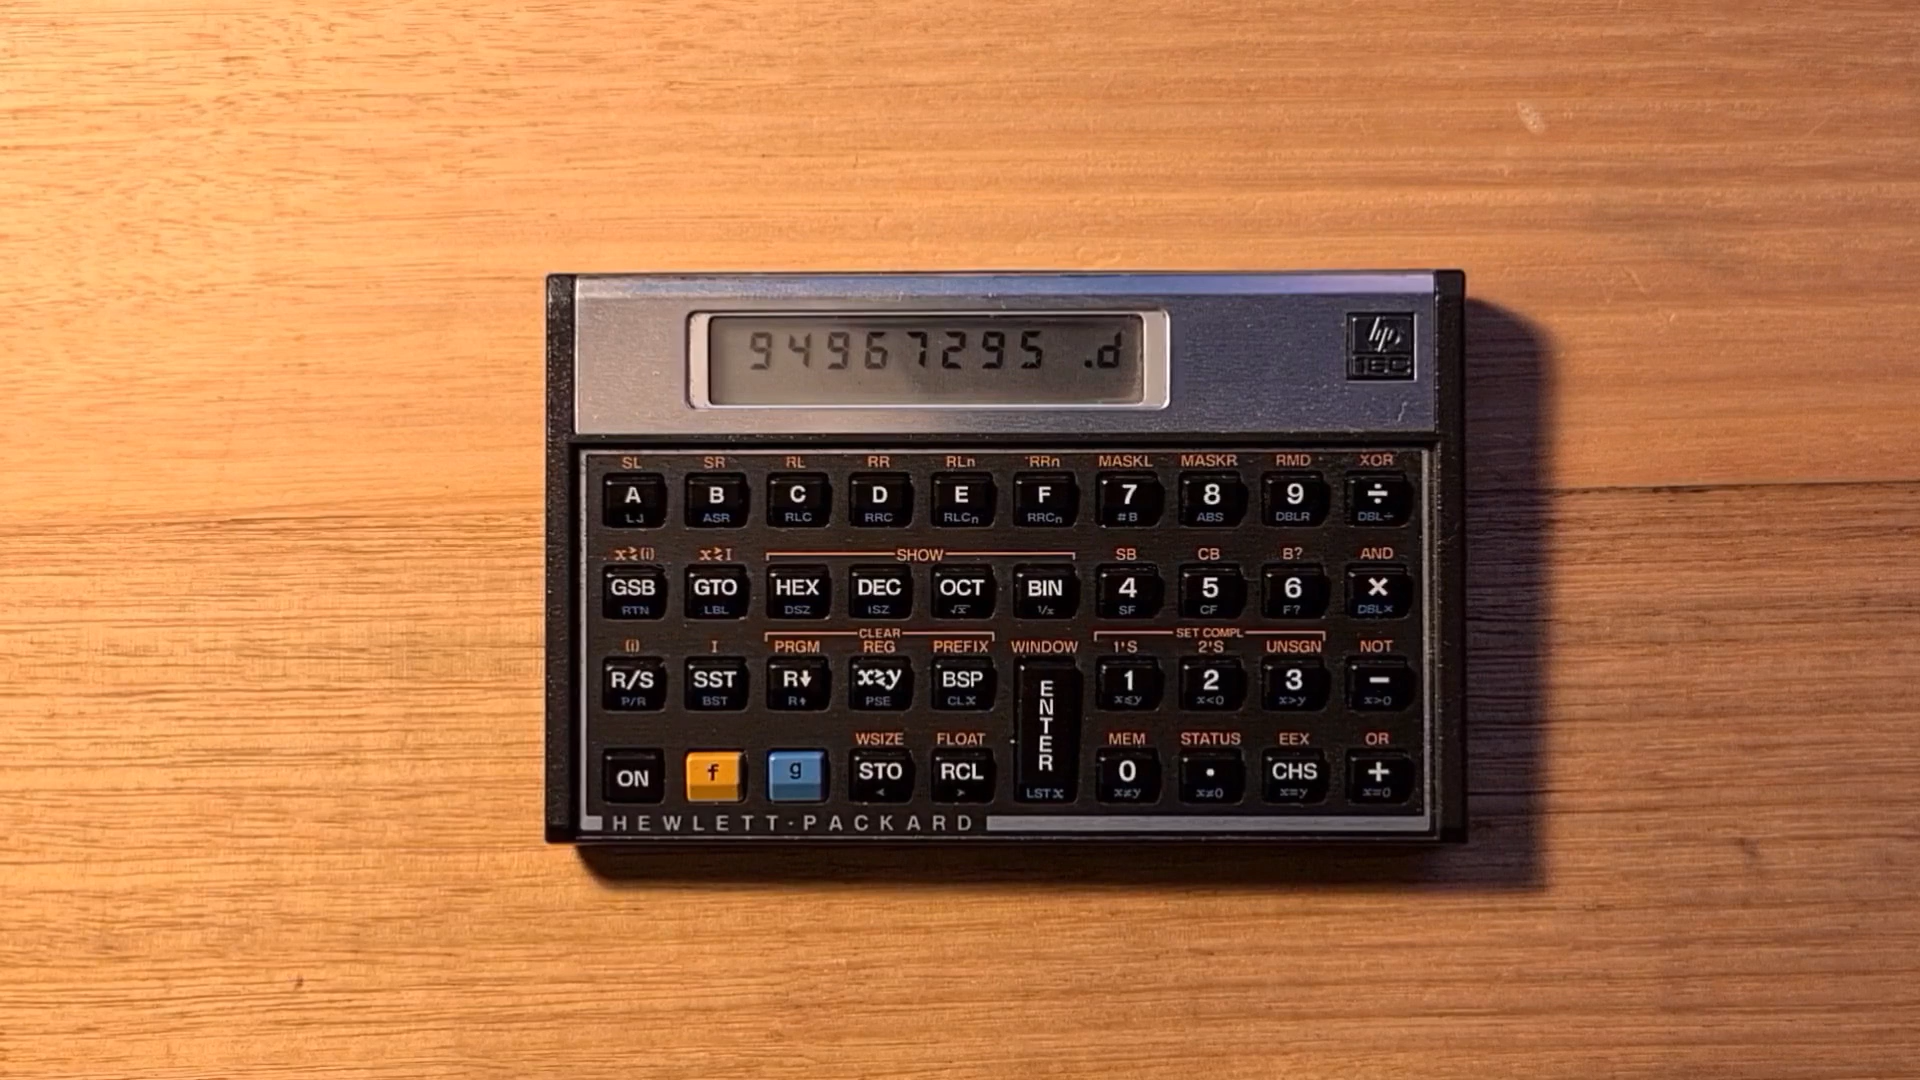 94967295 .d
hp
16C
SL SR RL RR RLn RRn MASKL MASKR RMD XOR
A B C D E F 7 8 9 ÷
LJ ASR RLC RRC RLCn RRCn #B ABS DBLR DBL÷
x≷(i) x≷I SHOW SB CB B? AND
GSB GTO HEX DEC OCT BIN 4 5 6 ×
RTN LBL DSZ ISZ √x 1/x SF CF F? DBL×
CLEAR SET COMPL
(i) I PRGM REG PREFIX WINDOW 1'S 2'S UNSGN NOT
R/S SST R↓ x≷y BSP ENTER 1 2 3 −
P/R BST R↑ PSE CLX x≤y x<0 x>y x>0
WSIZE FLOAT MEM STATUS EEX OR
ON f g STO RCL 0 · CHS +
< > LSTX x≠y x≠0 x=y x=0
HEWLETT·PACKARD